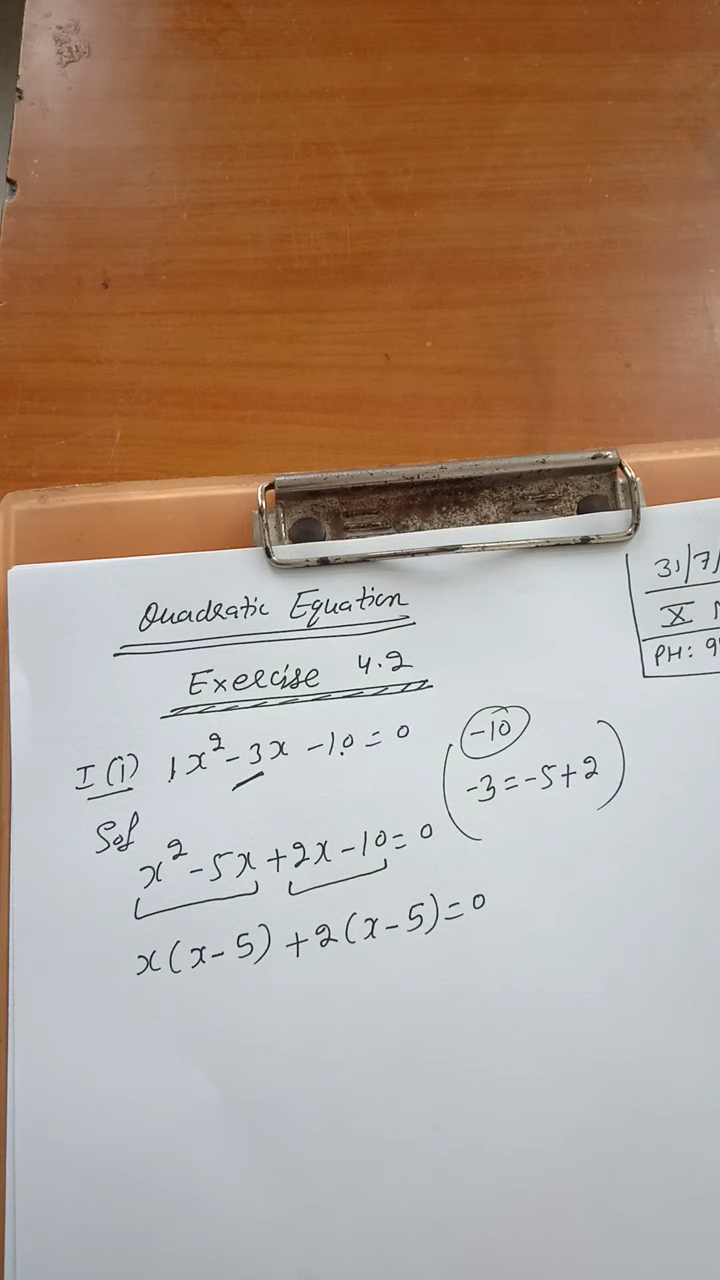 Quadratic Equation
Exercise 4.2
31/7/
X
PH: 9
I (i) 1x² - 3x - 10 = 0
(-10
-3 = -5 + 2)
Sol
x² - 5x + 2x - 10 = 0
x(x - 5) + 2(x - 5) = 0